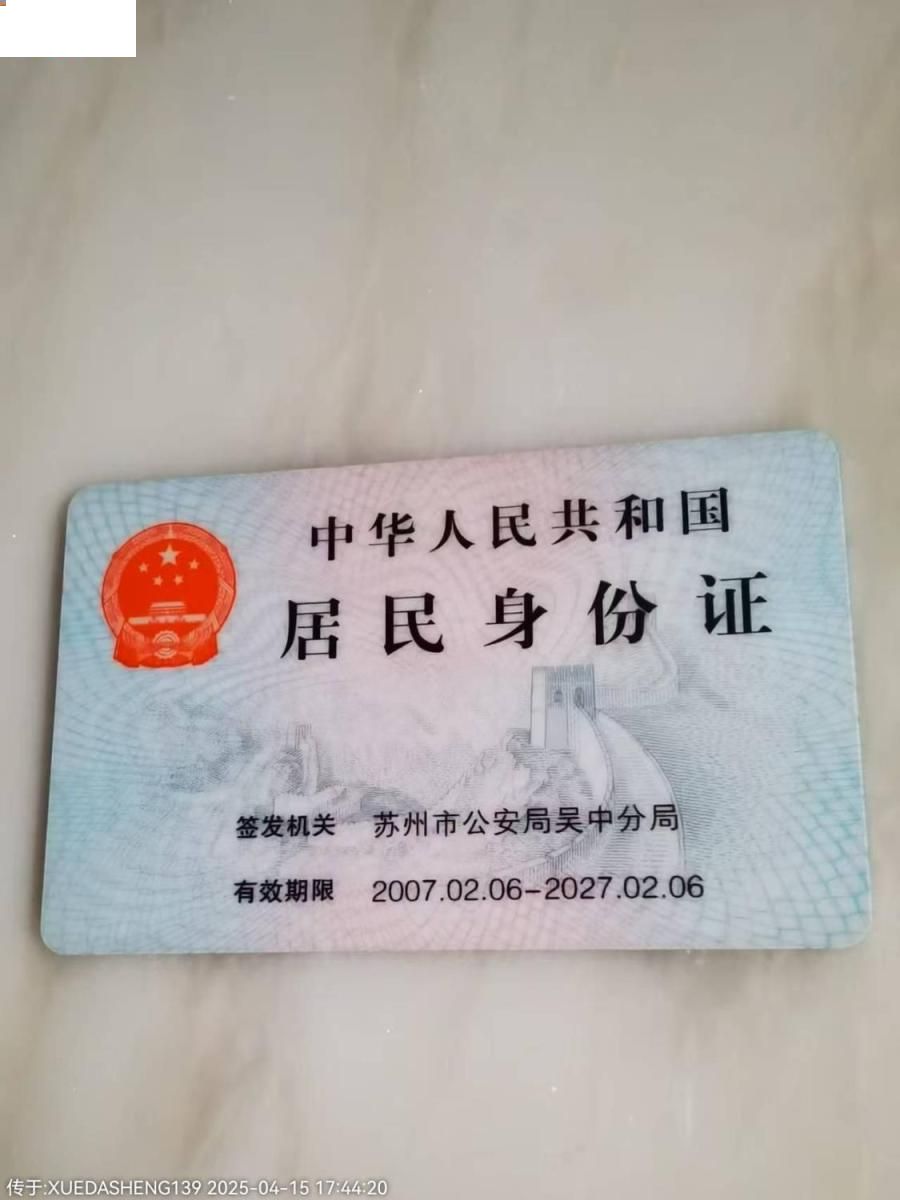 中华人民共和国
居民身份证
签发机关 苏州市公安局吴中分局
有效期限 2007.02.06-2027.02.06
传于:XUEDASHENG139 2025-04-15 17:44:20